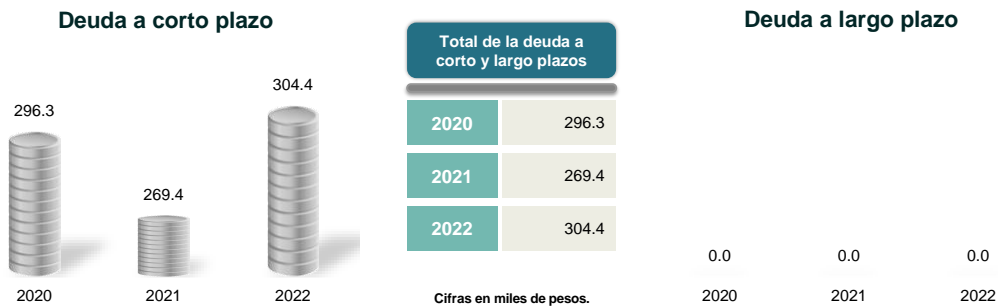 Deuda a corto plazo
296.3
269.4
304.4
2020
2021
2022
Total de la deuda a
corto y largo plazos
2020 296.3
2021 269.4
2022 304.4
Cifras en miles de pesos.
Deuda a largo plazo
0.0 0.0 0.0
2020 2021 2022